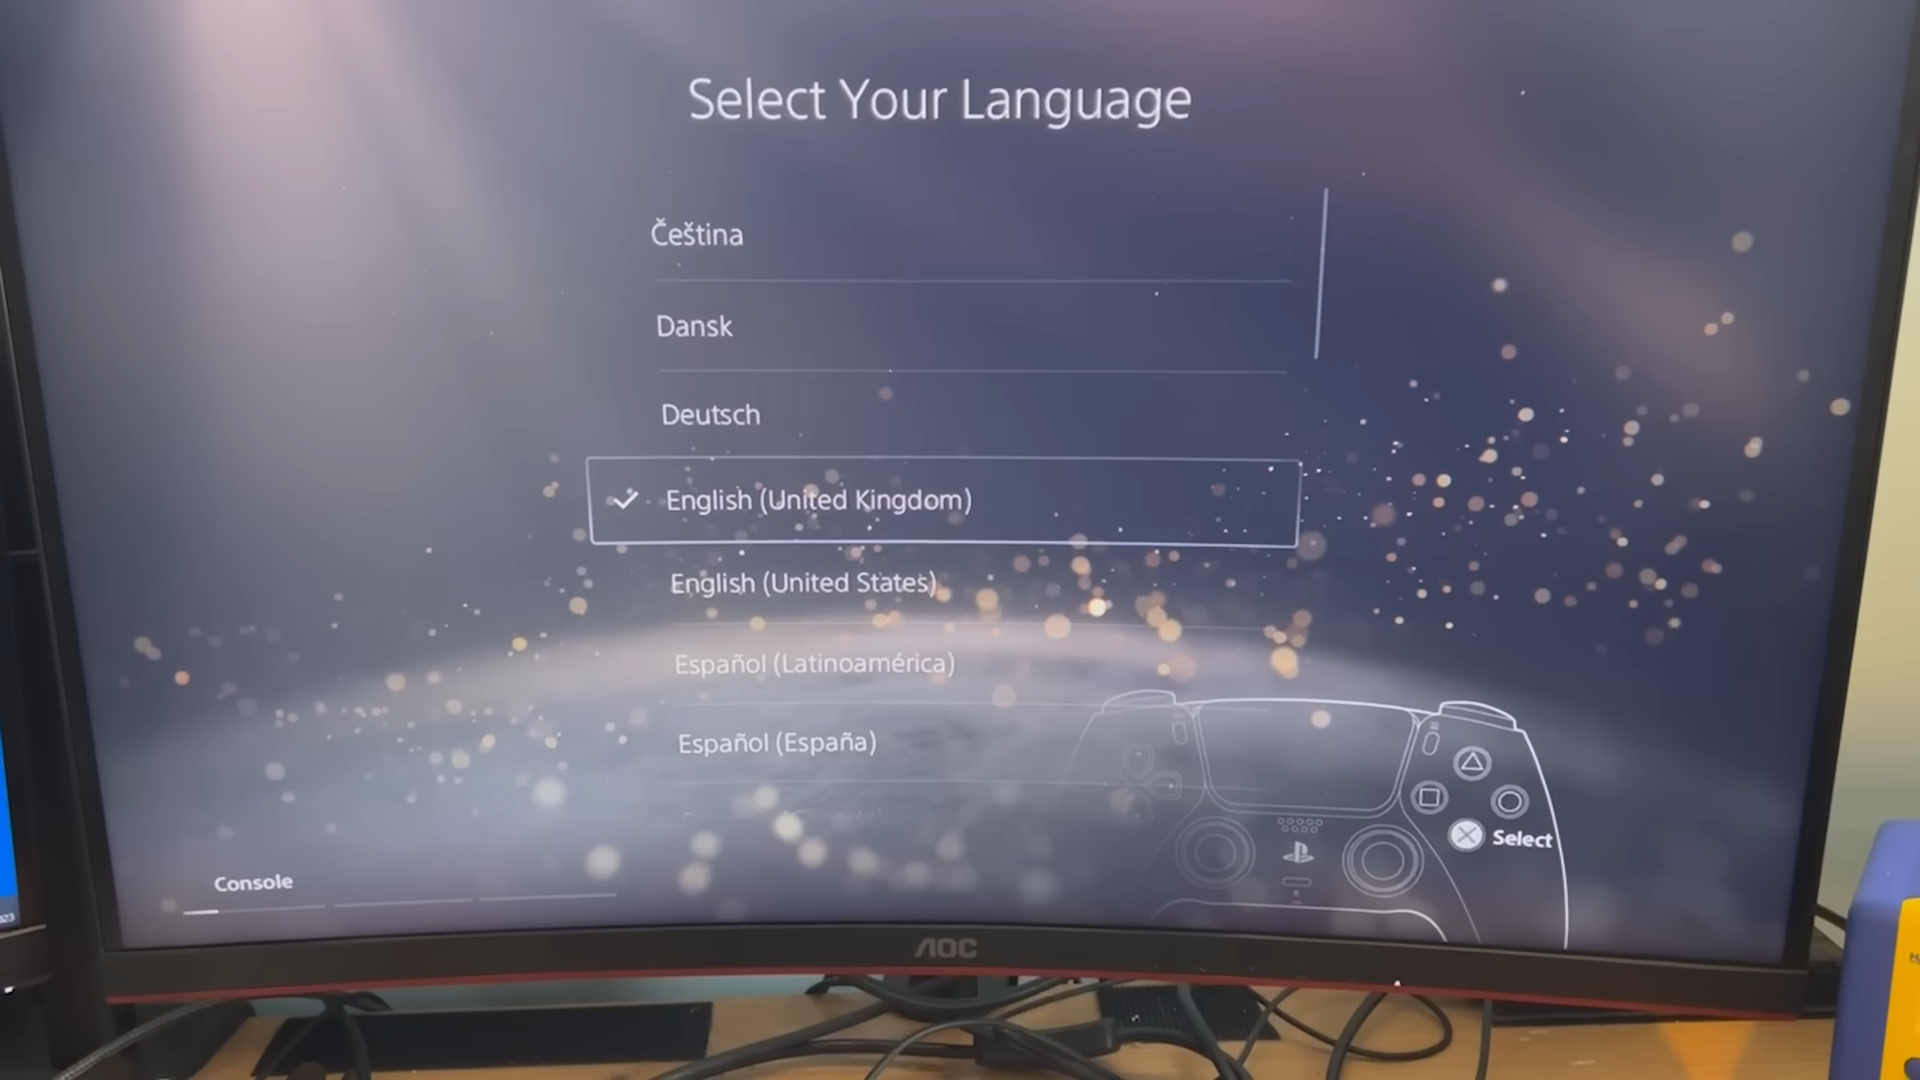 Select Your Language
Čeština
Dansk
Deutsch
English (United Kingdom)
English (United States)
Español (Latinoamérica)
Español (España)
Select
Console
AOC